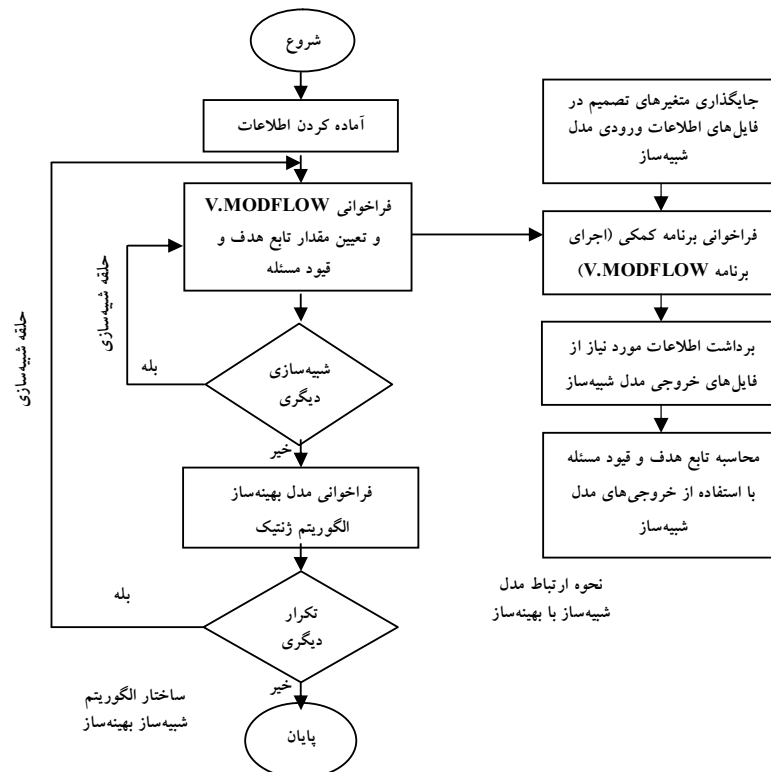 شروع
آماده کردن اطلاعات
فراخوانی V.MODFLOW
و تعیین مقدار تابع هدف و
قیود مسئله
شبیه‌سازی
دیگری
بله
خیر
فراخوانی مدل بهینه‌ساز
الگوریتم ژنتیک
تکرار
دیگری
بله
خیر
پایان
حلقه شبیه‌سازی
حلقه شبیه‌سازی
ساختار الگوریتم
شبیه‌ساز بهینه‌ساز
جایگذاری متغیرهای تصمیم در
فایل‌های اطلاعات ورودی مدل
شبیه‌ساز
فراخوانی برنامه کمکی (اجرای
برنامه V.MODFLOW)
برداشت اطلاعات مورد نیاز از
فایل‌های خروجی مدل شبیه‌ساز
محاسبه تابع هدف و قیود مسئله
با استفاده از خروجی‌های مدل
شبیه‌ساز
نحوه ارتباط مدل
شبیه‌ساز با بهینه‌ساز